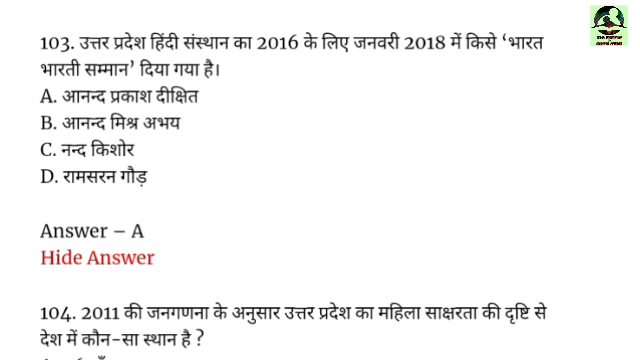 103. उत्तर प्रदेश हिंदी संस्थान का 2016 के लिए जनवरी 2018 में किसे ‘भारत
भारती सम्मान’ दिया गया है।
A. आनन्द प्रकाश दीक्षित
B. आनन्द मिश्र अभय
C. नन्द किशोर
D. रामसरन गौड़
Answer – A
Hide Answer
104. 2011 की जनगणना के अनुसार उत्तर प्रदेश का महिला साक्षरता की दृष्टि से
देश में कौन-सा स्थान है ?